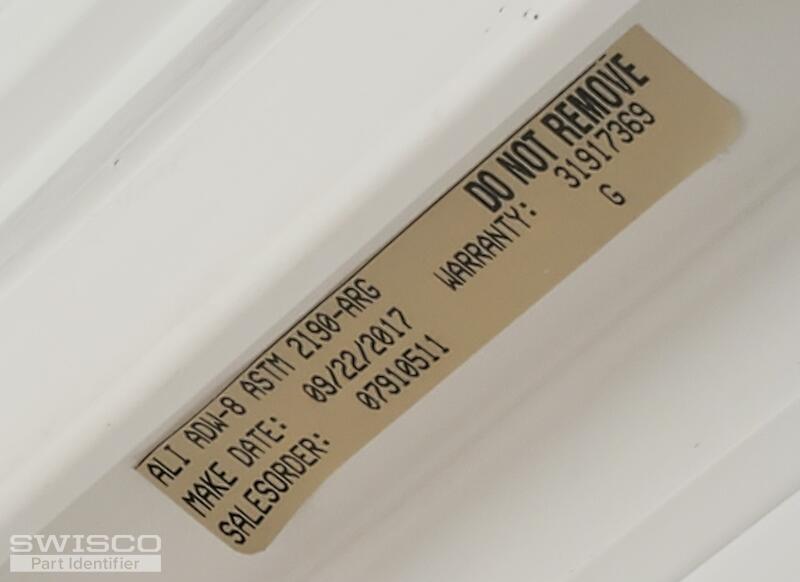 DO NOT REMOVE
ALI ADW-8 ASTM 2190-ARG
WARRANTY: 31917369
MAKE DATE: 09/22/2017
G
SALESORDER: 07910511
SWISCO
Part Identifier